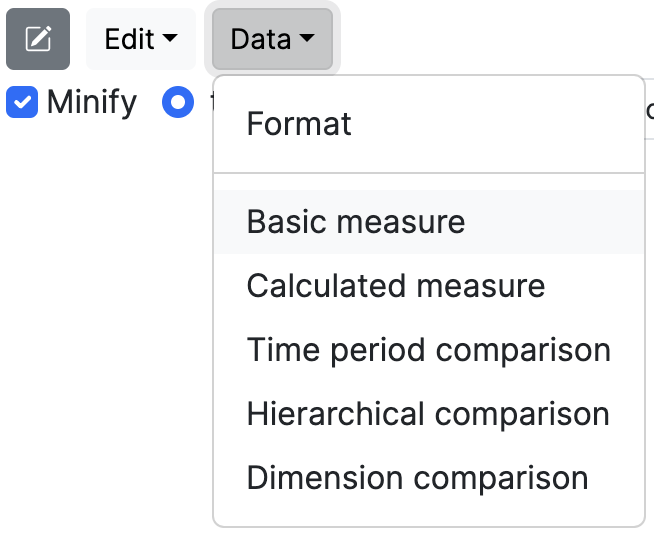 Edit
Data
Minify
Format
Basic measure
Calculated measure
Time period comparison
Hierarchical comparison
Dimension comparison